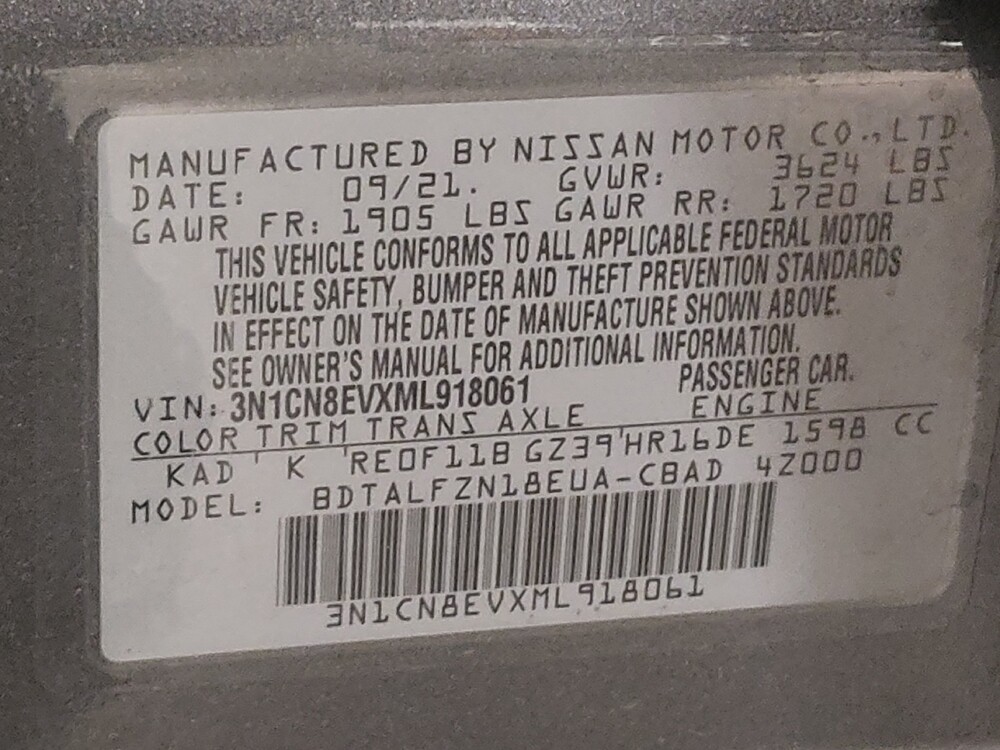 MANUFACTURED BY NISSAN MOTOR CO., LTD.
DATE: 09/21. GVWR: 3624 LBS
GAWR FR: 1905 LBS GAWR RR: 1720 LBS
THIS VEHICLE CONFORMS TO ALL APPLICABLE FEDERAL MOTOR
VEHICLE SAFETY, BUMPER AND THEFT PREVENTION STANDARDS
IN EFFECT ON THE DATE OF MANUFACTURE SHOWN ABOVE.
SEE OWNER'S MANUAL FOR ADDITIONAL INFORMATION.
VIN: 3N1CN8EVXML918061 PASSENGER CAR.
COLOR TRIM TRANS AXLE ENGINE
KAD ' K 'RE0F11B GZ39'HR16DE 1598 CC
MODEL: BDTALFZN18EUA-CBAD 4Z000
3N1CN8EVXML918061